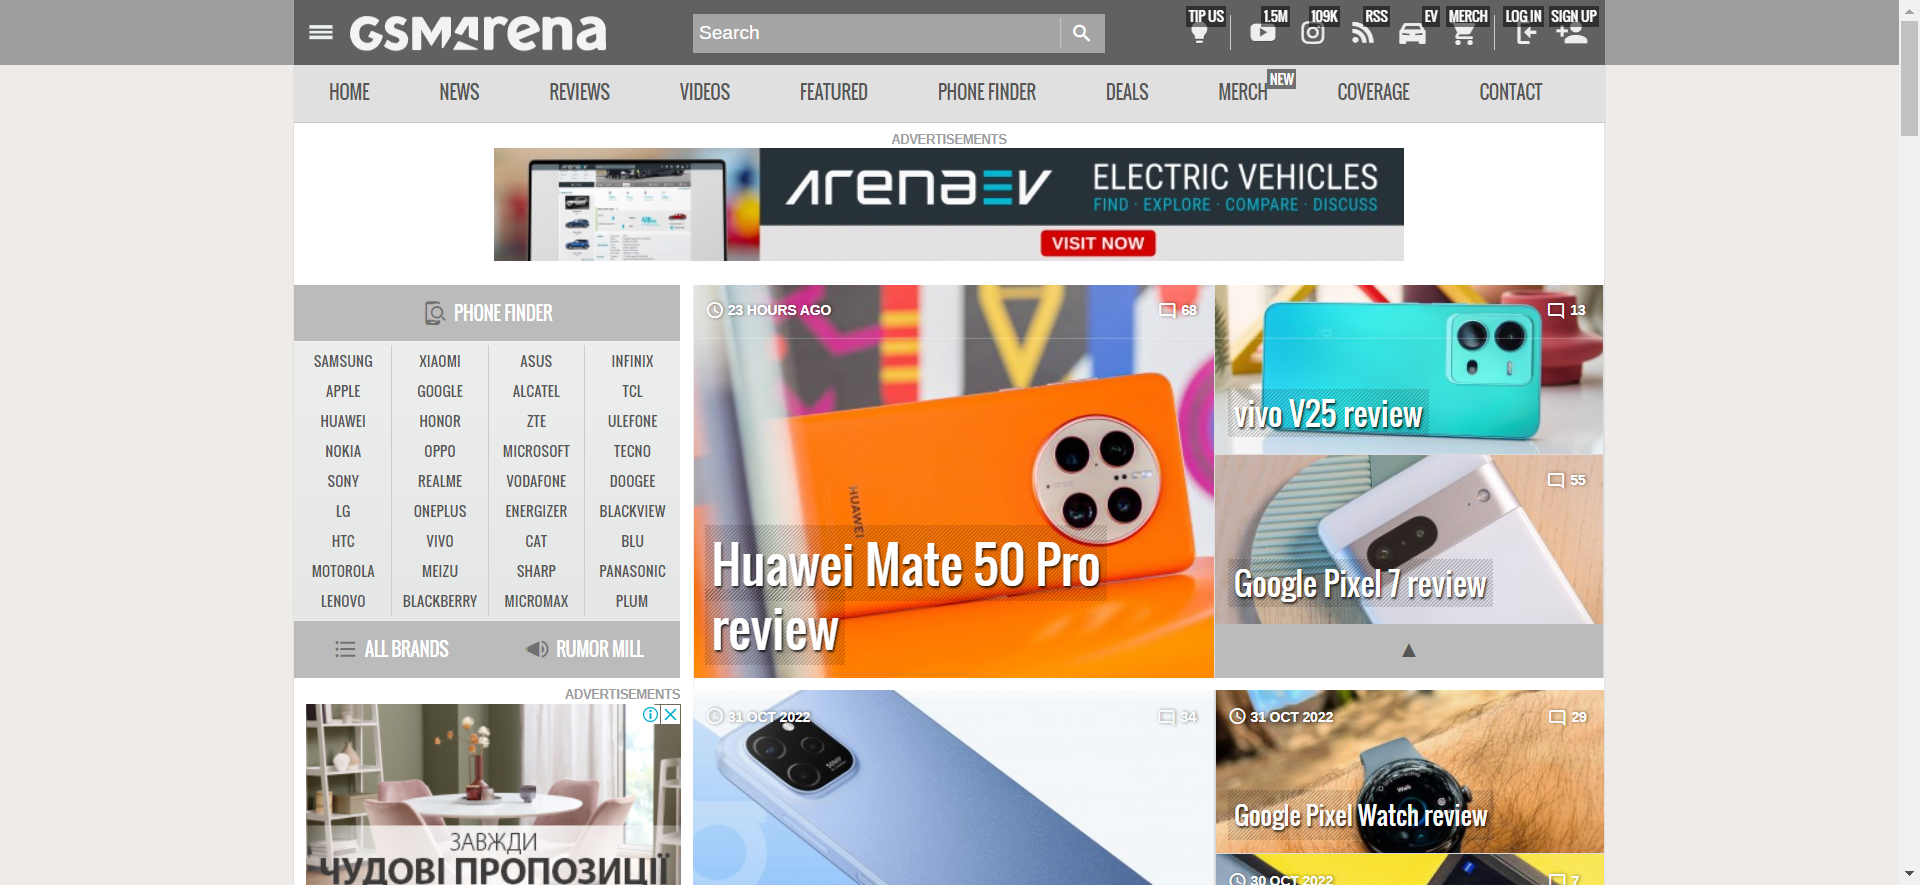 GSMArena
Search
TIP US
1.5M
109K
RSS
EV
MERCH
LOG IN
SIGN UP
HOME
NEWS
REVIEWS
VIDEOS
FEATURED
PHONE FINDER
DEALS
MERCH
NEW
COVERAGE
CONTACT
ADVERTISEMENTS
arenaEV
ELECTRIC VEHICLES
FIND · EXPLORE · COMPARE · DISCUSS
VISIT NOW
PHONE FINDER
SAMSUNG XIAOMI ASUS INFINIX
APPLE GOOGLE ALCATEL TCL
HUAWEI HONOR ZTE ULEFONE
NOKIA OPPO MICROSOFT TECNO
SONY REALME VODAFONE DOOGEE
LG ONEPLUS ENERGIZER BLACKVIEW
HTC VIVO CAT BLU
MOTOROLA MEIZU SHARP PANASONIC
LENOVO BLACKBERRY MICROMAX PLUM
ALL BRANDS
RUMOR MILL
23 HOURS AGO
68
HUAWEI
Huawei Mate 50 Pro
review
13
vivo V25 review
55
Google Pixel 7 review
ADVERTISEMENTS
ЗАВЖДИ
ЧУДОВІ ПРОПОЗИЦІЇ
31 OCT 2022
34
50MP
31 OCT 2022
29
Walk
Google Pixel Watch review
30 OCT 2022
7